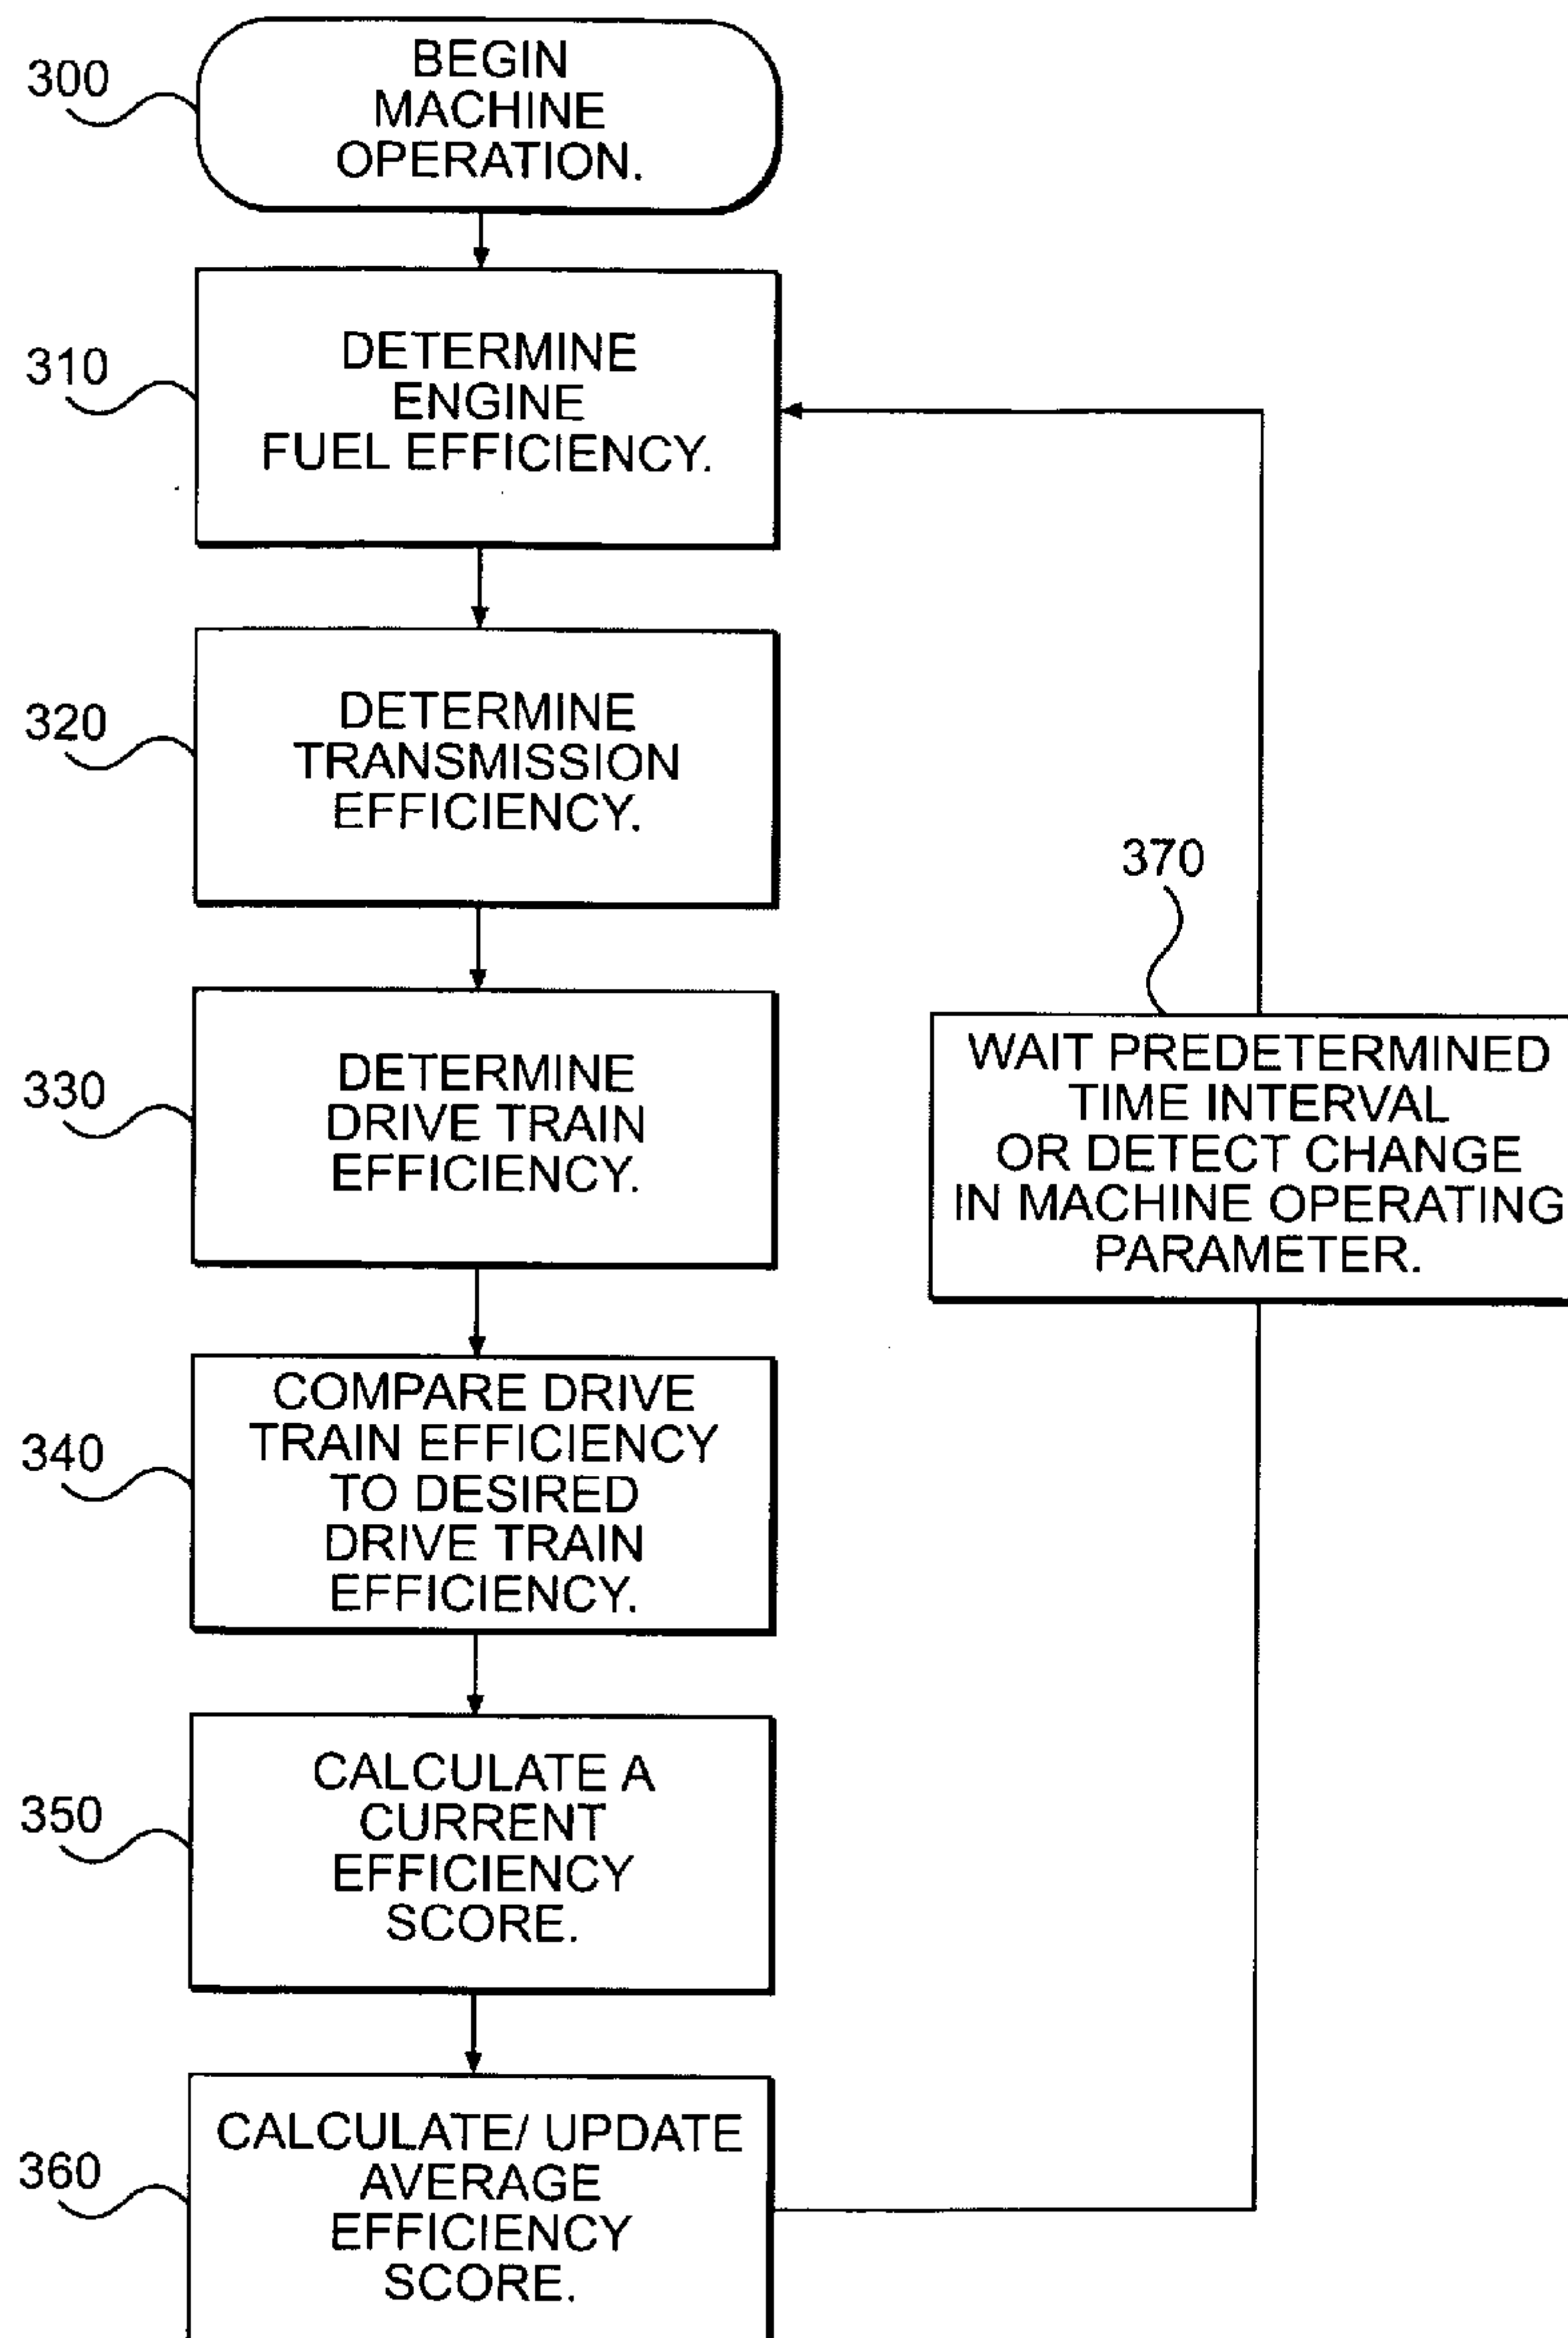 300
BEGIN
MACHINE
OPERATION.
310
DETERMINE
ENGINE
FUEL EFFICIENCY.
320
DETERMINE
TRANSMISSION
EFFICIENCY.
330
DETERMINE
DRIVE TRAIN
EFFICIENCY.
340
COMPARE DRIVE
TRAIN EFFICIENCY
TO DESIRED
DRIVE TRAIN
EFFICIENCY.
350
CALCULATE A
CURRENT
EFFICIENCY
SCORE.
360
CALCULATE/ UPDATE
AVERAGE
EFFICIENCY
SCORE.
370
WAIT PREDETERMINED
TIME INTERVAL
OR DETECT CHANGE
IN MACHINE OPERATING
PARAMETER.